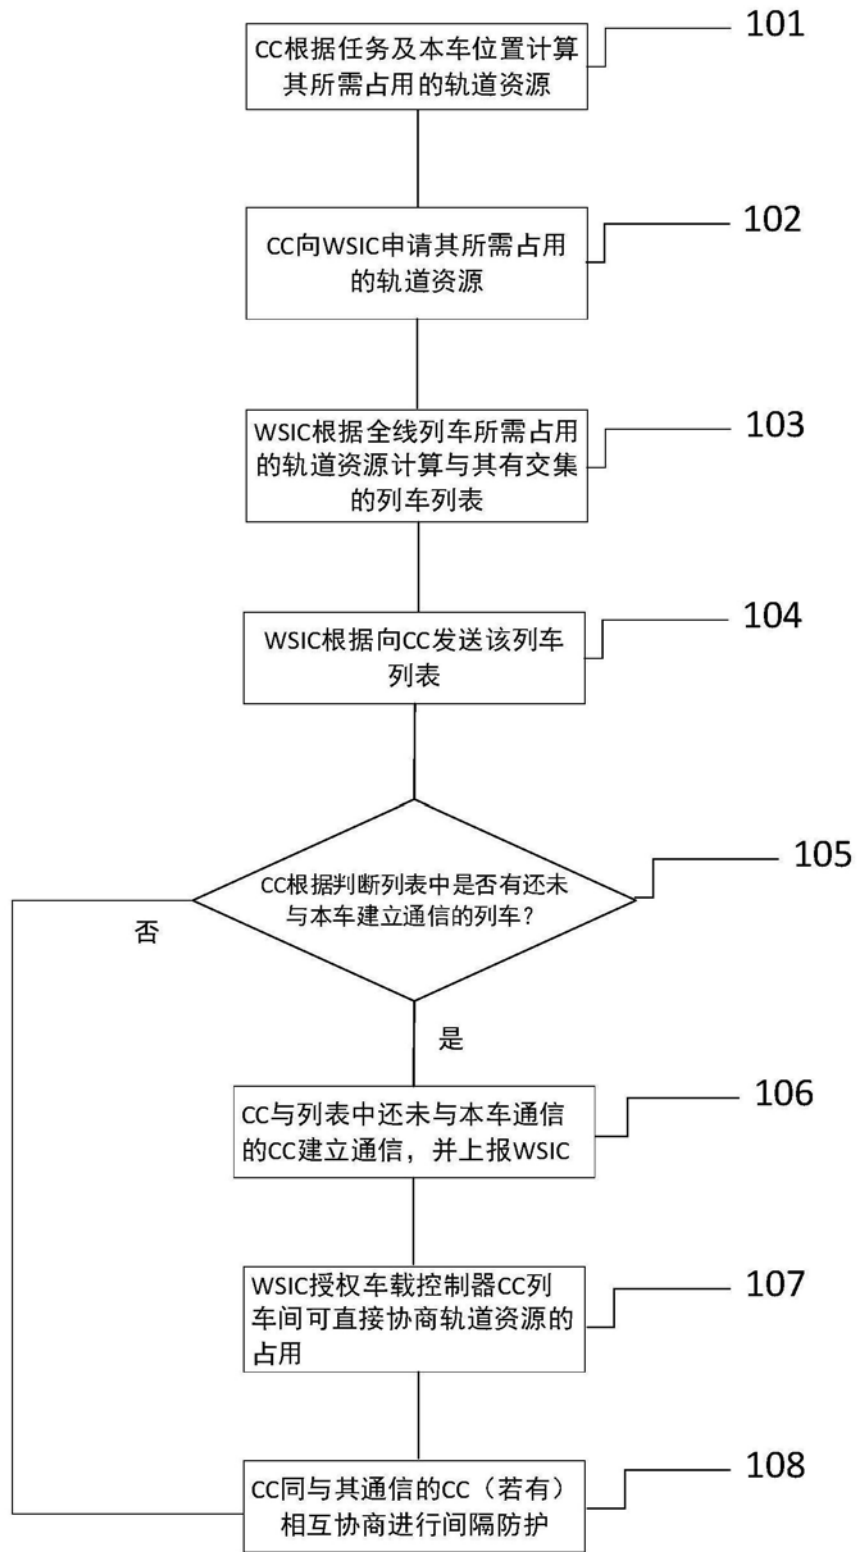 CC根据任务及本车位置计算
其所需占用的轨道资源
101
CC向WSIC申请其所需占用
的轨道资源
102
WSIC根据全线列车所需占用
的轨道资源计算与其有交集
的列车列表
103
WSIC根据向CC发送该列车
列表
104
CC根据判断列表中是否有还未
与本车建立通信的列车？
105
否
是
CC与列表中还未与本车通信
的CC建立通信，并上报WSIC
106
WSIC授权车载控制器CC列
车间可直接协商轨道资源的
占用
107
CC同与其通信的CC（若有）
相互协商进行间隔防护
108